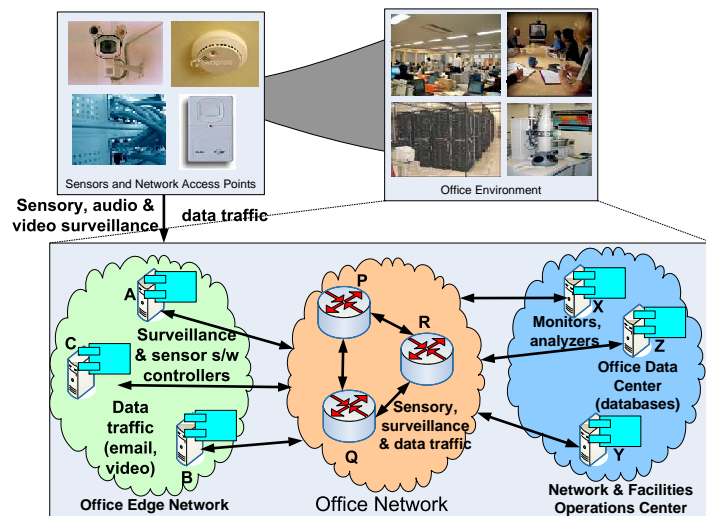 Sensors and Network Access Points
Office Environment
Sensory, audio &
video surveillance
data traffic
P
A
R
X
Surveillance
& sensor s/w
controllers
Monitors,
analyzers
Z
C
Office Data
Center
(databases)
Data
traffic
(email,
video)
Sensory,
surveillance
& data traffic
B
Q
Y
Office Edge Network
Office Network
Network & Facilities
Operations Center